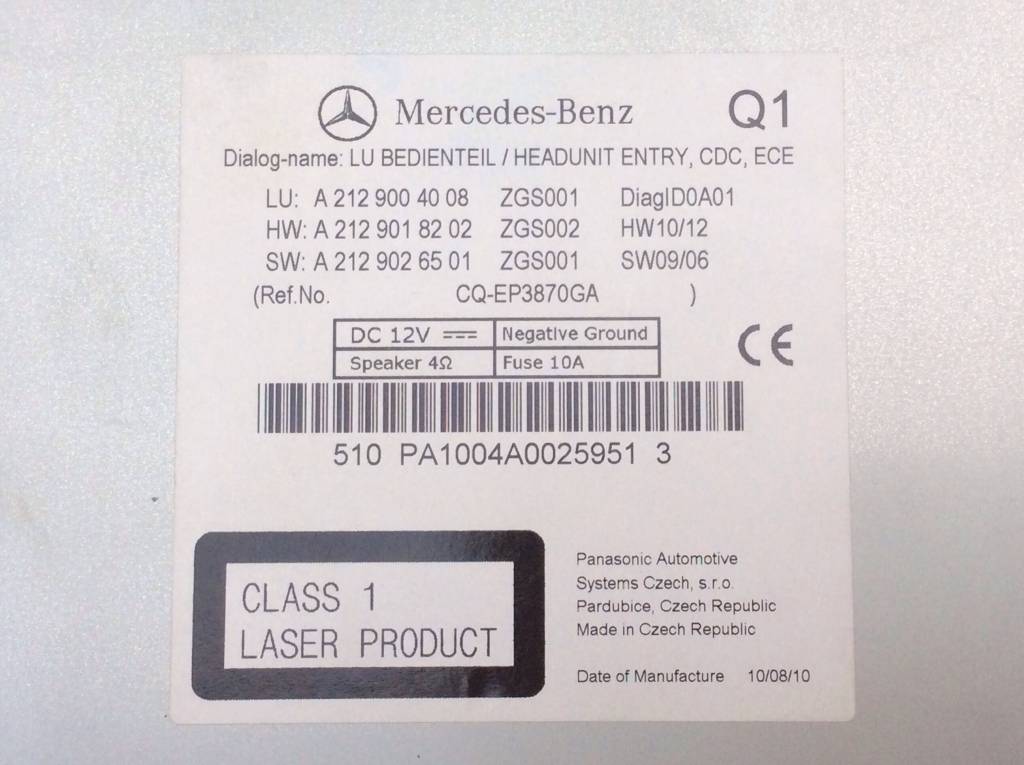 Mercedes-Benz Q1
Dialog-name: LU BEDIENTEIL / HEADUNIT ENTRY, CDC, ECE
LU: A 212 900 40 08 ZGS001 DiagID0A01
HW: A 212 901 82 02 ZGS002 HW10/12
SW: A 212 902 65 01 ZGS001 SW09/06
(Ref.No. CQ-EP3870GA )
DC 12V Negative Ground
Speaker 4Ω Fuse 10A
CE
510 PA1004A0025951 3
CLASS 1
LASER PRODUCT
Panasonic Automotive
Systems Czech, s.r.o.
Pardubice, Czech Republic
Made in Czech Republic
Date of Manufacture 10/08/10